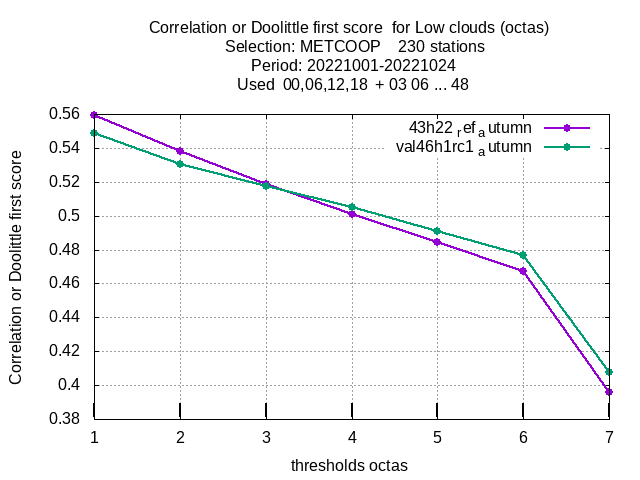 Correlation or Doolittle first score  for Low clouds (octas)
Selection: METCOOP    230 stations
Period: 20221001-20221024
Used  00,06,12,18  + 03 06 ... 48
43h22 ref a utumn
val46h1rc1 a utumn
Correlation or Doolittle first score
0.56
0.54
0.52
0.5
0.48
0.46
0.44
0.42
0.4
0.38
1 2 3 4 5 6 7
thresholds octas